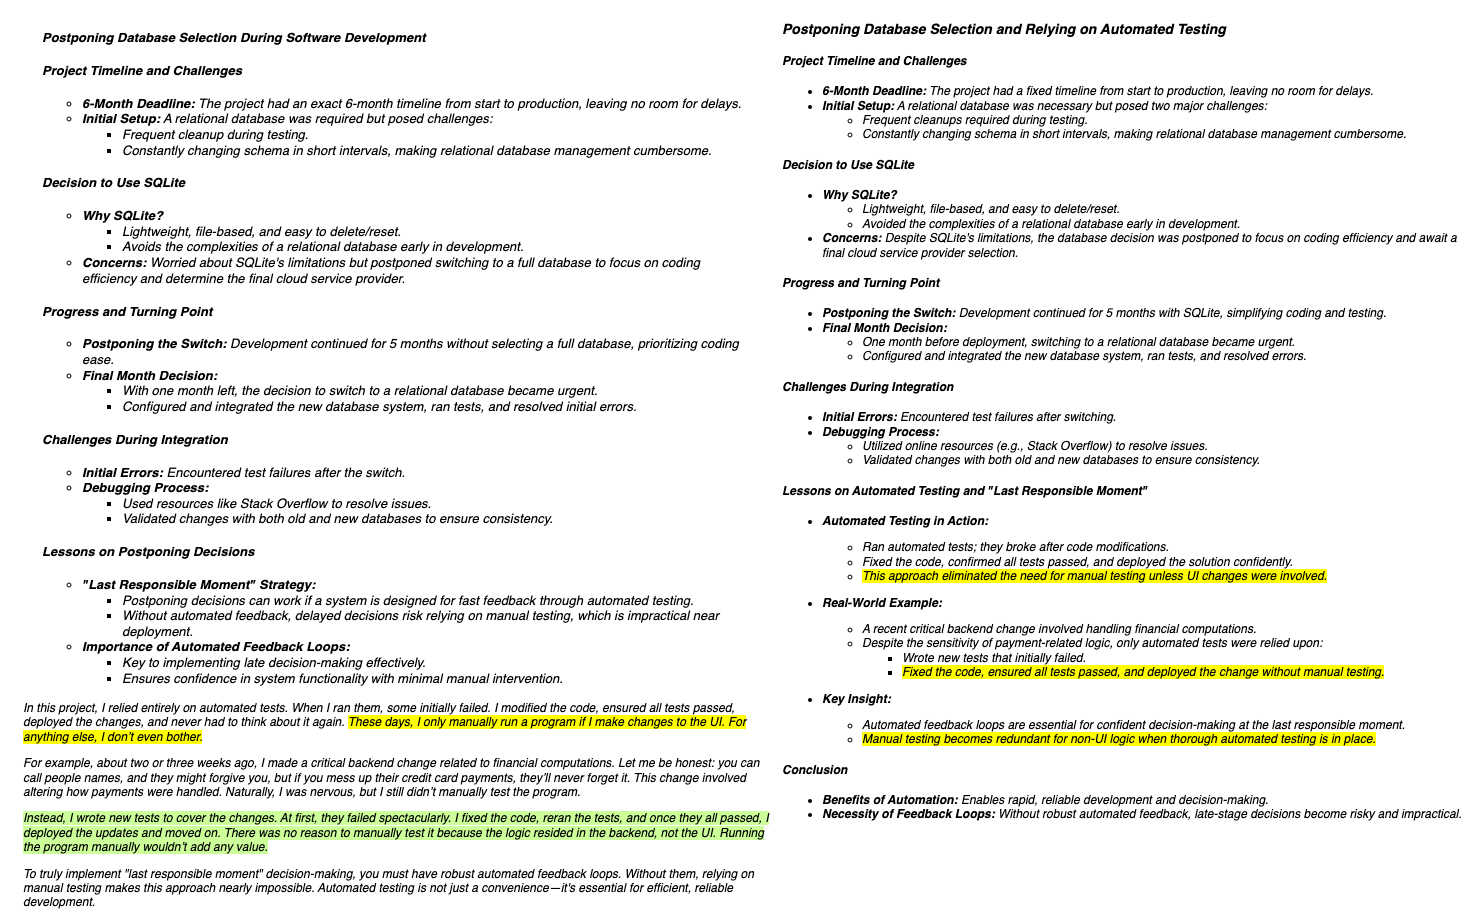 Postponing Database Selection During Software Development
Project Timeline and Challenges
6-Month Deadline: The project had an exact 6-month timeline from start to production, leaving no room for delays.
Initial Setup: A relational database was required but posed challenges:
Frequent cleanup during testing.
Constantly changing schema in short intervals, making relational database management cumbersome.
Decision to Use SQLite
Why SQLite?
Lightweight, file-based, and easy to delete/reset.
Avoids the complexities of a relational database early in development.
Concerns: Worried about SQLite's limitations but postponed switching to a full database to focus on coding
efficiency and determine the final cloud service provider.
Progress and Turning Point
Postponing the Switch: Development continued for 5 months without selecting a full database, prioritizing coding
ease.
Final Month Decision:
With one month left, the decision to switch to a relational database became urgent.
Configured and integrated the new database system, ran tests, and resolved initial errors.
Challenges During Integration
Initial Errors: Encountered test failures after the switch.
Debugging Process:
Used resources like Stack Overflow to resolve issues.
Validated changes with both old and new databases to ensure consistency.
Lessons on Postponing Decisions
"Last Responsible Moment" Strategy:
Postponing decisions can work if a system is designed for fast feedback through automated testing.
Without automated feedback, delayed decisions risk relying on manual testing, which is impractical near
deployment.
Importance of Automated Feedback Loops:
Key to implementing late decision-making effectively.
Ensures confidence in system functionality with minimal manual intervention.
In this project, I relied entirely on automated tests. When I ran them, some initially failed. I modified the code, ensured all tests passed,
deployed the changes, and never had to think about it again. These days, I only manually run a program if I make changes to the UI. For
anything else, I don't even bother.
For example, about two or three weeks ago, I made a critical backend change related to financial computations. Let me be honest: you can
call people names, and they might forgive you, but if you mess up their credit card payments, they'll never forget it. This change involved
altering how payments were handled. Naturally, I was nervous, but I still didn't manually test the program.
Instead, I wrote new tests to cover the changes. At first, they failed spectacularly. I fixed the code, reran the tests, and once they all passed, I
deployed the updates and moved on. There was no reason to manually test it because the logic resided in the backend, not the UI. Running
the program manually wouldn't add any value.
To truly implement "last responsible moment" decision-making, you must have robust automated feedback loops. Without them, relying on
manual testing makes this approach nearly impossible. Automated testing is not just a convenience—it's essential for efficient, reliable
development.
Postponing Database Selection and Relying on Automated Testing
Project Timeline and Challenges
6-Month Deadline: The project had a fixed timeline from start to production, leaving no room for delays.
Initial Setup: A relational database was necessary but posed two major challenges:
Frequent cleanups required during testing.
Constantly changing schema in short intervals, making relational database management cumbersome.
Decision to Use SQLite
Why SQLite?
Lightweight, file-based, and easy to delete/reset.
Avoided the complexities of a relational database early in development.
Concerns: Despite SQLite's limitations, the database decision was postponed to focus on coding efficiency and await a
final cloud service provider selection.
Progress and Turning Point
Postponing the Switch: Development continued for 5 months with SQLite, simplifying coding and testing.
Final Month Decision:
One month before deployment, switching to a relational database became urgent.
Configured and integrated the new database system, ran tests, and resolved errors.
Challenges During Integration
Initial Errors: Encountered test failures after switching.
Debugging Process:
Utilized online resources (e.g., Stack Overflow) to resolve issues.
Validated changes with both old and new databases to ensure consistency.
Lessons on Automated Testing and "Last Responsible Moment"
Automated Testing in Action:
Ran automated tests; they broke after code modifications.
Fixed the code, confirmed all tests passed, and deployed the solution confidently.
This approach eliminated the need for manual testing unless UI changes were involved.
Real-World Example:
A recent critical backend change involved handling financial computations.
Despite the sensitivity of payment-related logic, only automated tests were relied upon:
Wrote new tests that initially failed.
Fixed the code, ensured all tests passed, and deployed the change without manual testing.
Key Insight:
Automated feedback loops are essential for confident decision-making at the last responsible moment.
Manual testing becomes redundant for non-UI logic when thorough automated testing is in place.
Conclusion
Benefits of Automation: Enables rapid, reliable development and decision-making.
Necessity of Feedback Loops: Without robust automated feedback, late-stage decisions become risky and impractical.